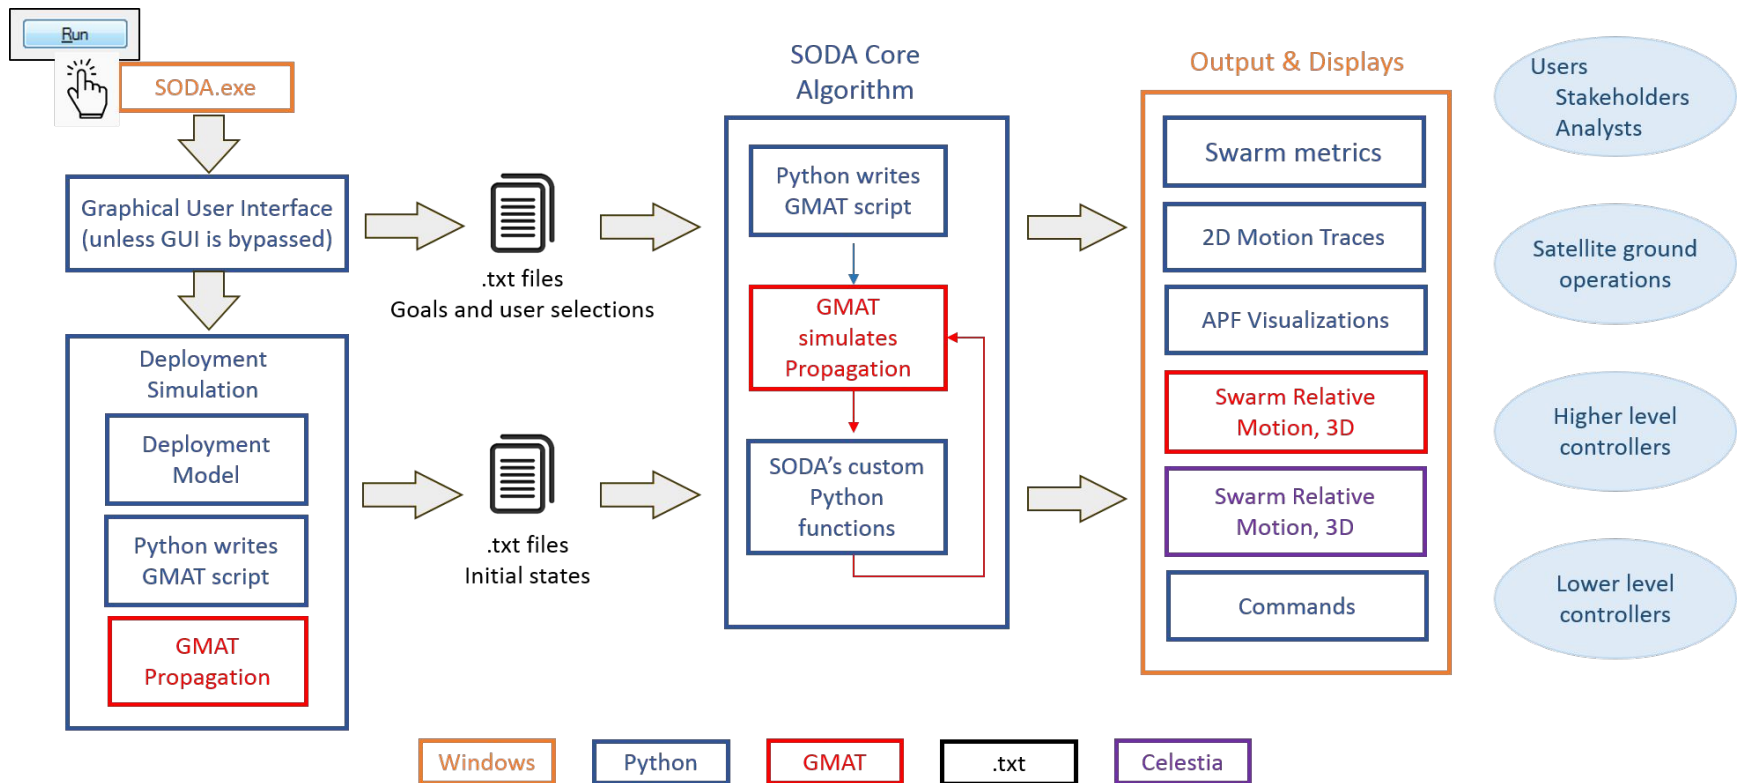 Run
SODA.exe
Graphical User Interface
(unless GUI is bypassed)
Deployment
Simulation
Deployment
Model
Python writes
GMAT script
GMAT
Propagation
.txt files
Goals and user selections
.txt files
Initial states
SODA Core
Algorithm
Python writes
GMAT script
GMAT
simulates
Propagation
SODA’s custom
Python
functions
Output & Displays
Swarm metrics
2D Motion Traces
APF Visualizations
Swarm Relative
Motion, 3D
Swarm Relative
Motion, 3D
Commands
Users
Stakeholders
Analysts
Satellite ground
operations
Higher level
controllers
Lower level
controllers
Windows
Python
GMAT
.txt
Celestia